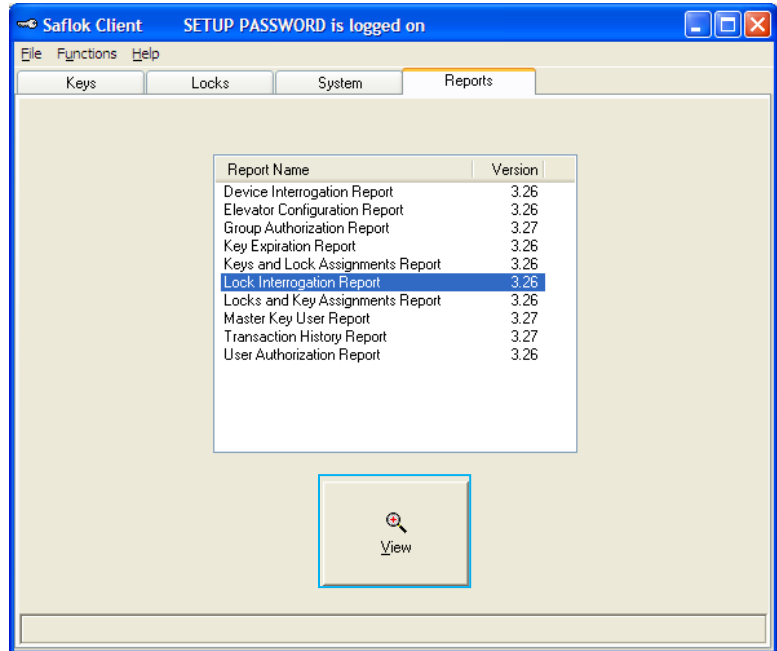 Saflok Client SETUP PASSWORD is logged on
File Functions Help
Keys Locks System Reports
Report Name Version
Device Interrogation Report 3.26
Elevator Configuration Report 3.26
Group Authorization Report 3.27
Key Expiration Report 3.26
Keys and Lock Assignments Report 3.26
Lock Interrogation Report 3.26
Locks and Key Assignments Report 3.26
Master Key User Report 3.27
Transaction History Report 3.27
User Authorization Report 3.26
View